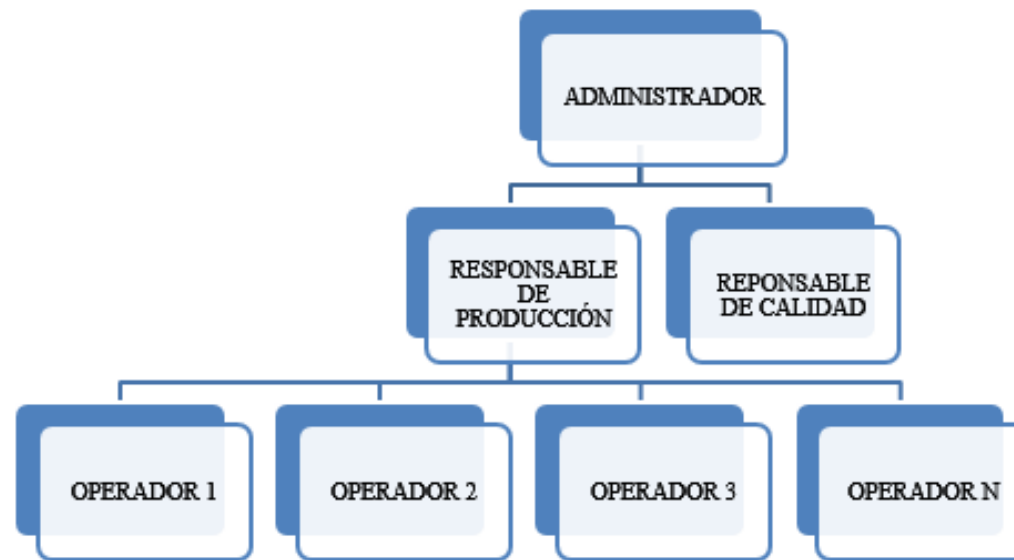 ADMINISTRADOR
RESPONSABLE
DE
PRODUCCIÓN
REPONSABLE
DE CALIDAD
OPERADOR 1
OPERADOR 2
OPERADOR 3
OPERADOR N